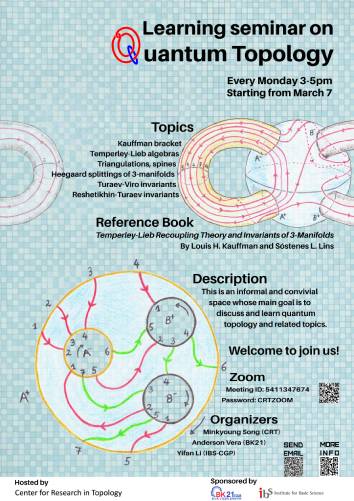 Learning seminar on
Quantum Topology
Every Monday 3-5pm
Starting from March 7
Topics
Kauffman bracket
Temperley-Lieb algebras
Triangulations, spines
Heegaard splittings of 3-manifolds
Turaev-Viro invariants
Reshetikhin-Turaev invariants
Reference Book
Temperley-Lieb Recoupling Theory and Invariants of 3-Manifolds
By Louis H. Kauffman and Sóstenes L. Lins
Description
This is an informal and convivial
space whose main goal is to
discuss and learn quantum
topology and related topics.
Welcome to join us!
Zoom
Meeting ID: 5411347674
Password: CRTZOOM
Organizers
Minkyoung Song (CRT)
Anderson Vera (BK21)
Yifan Li (IBS-CGP)
SEND
EMAIL
MORE
INFO
A+
A-
B+
B-
1
2
3
4
5
6
7
Hosted by
Center for Research in Topology
Sponsored by
BK21
ibS Institute for Basic Science